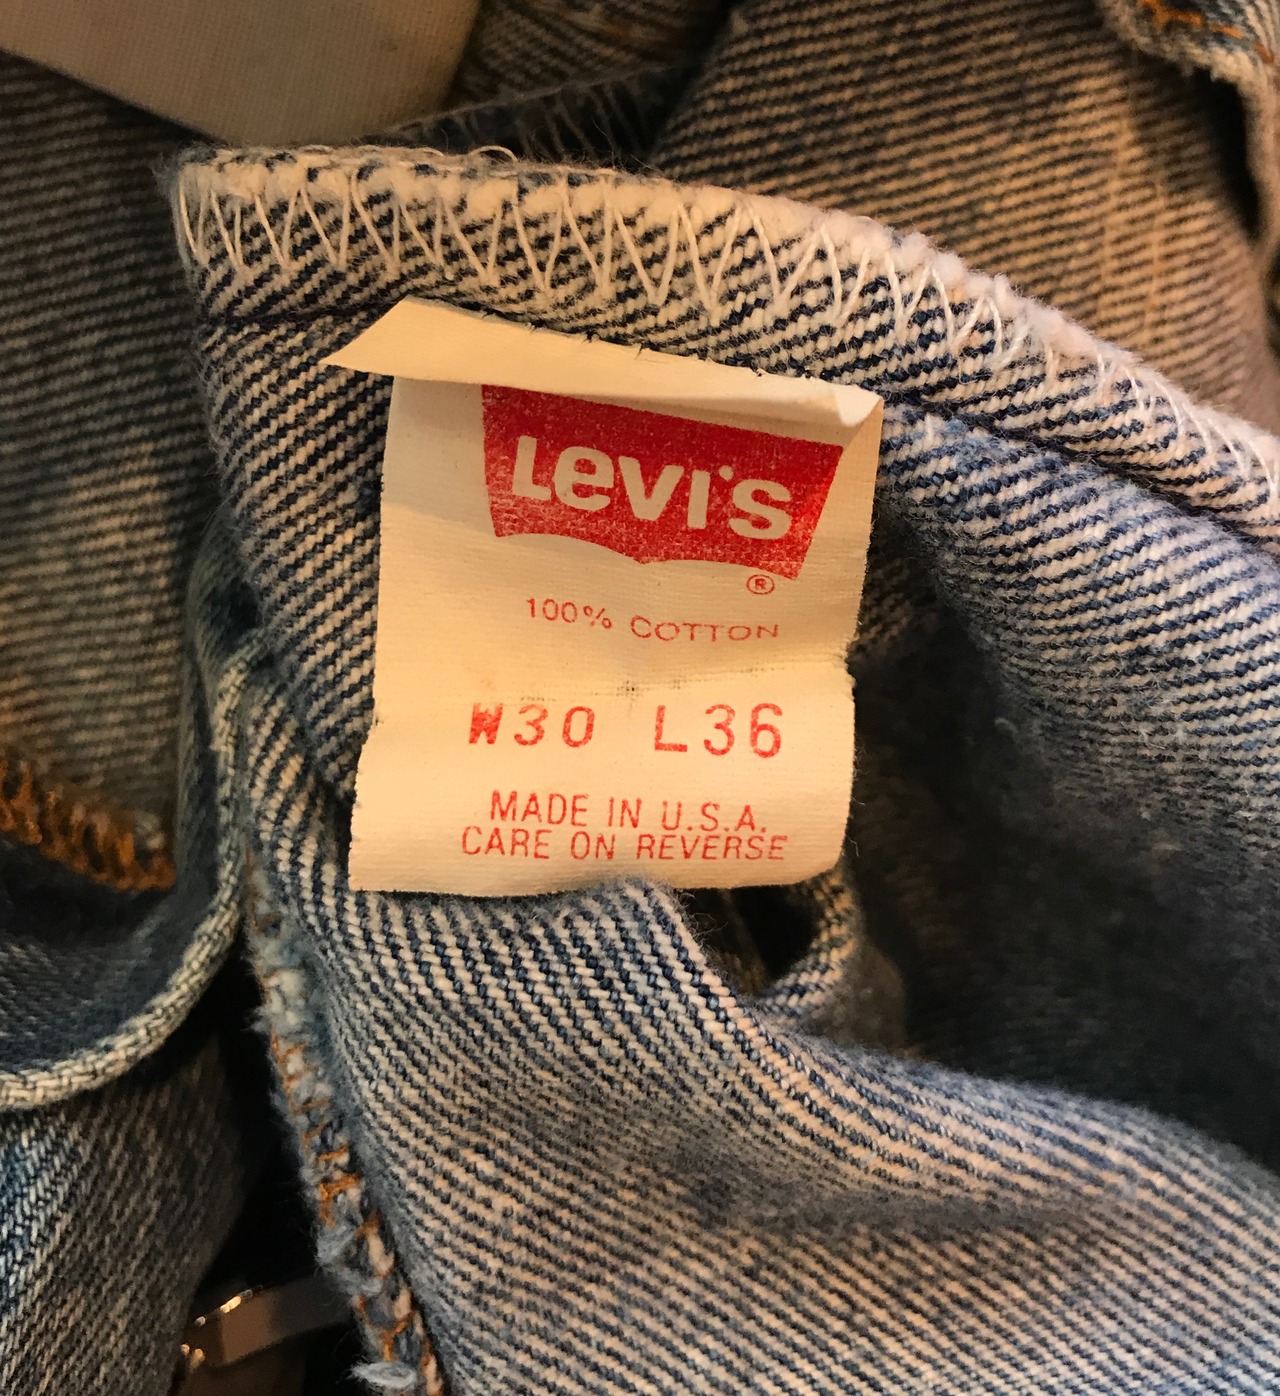 Levi's
®
100% COTTON
W30 L36
MADE IN U.S.A.
CARE ON REVERSE